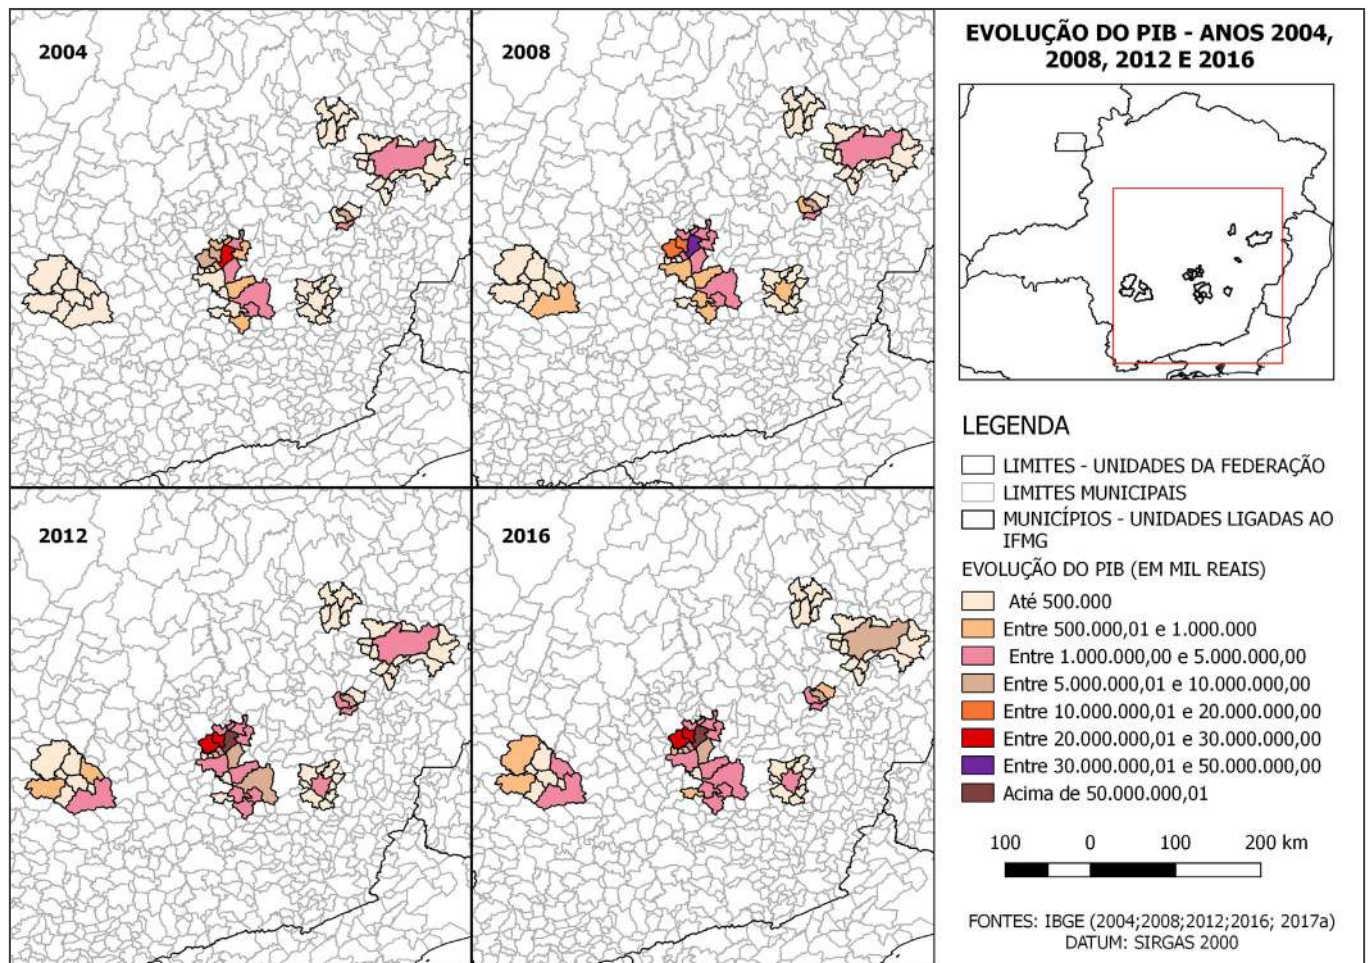 2004
2008
2012
2016
EVOLUÇÃO DO PIB - ANOS 2004,
2008, 2012 E 2016
LEGENDA
LIMITES - UNIDADES DA FEDERAÇÃO
LIMITES MUNICIPAIS
MUNICÍPIOS - UNIDADES LIGADAS AO
IFMG
EVOLUÇÃO DO PIB (EM MIL REAIS)
Até 500.000
Entre 500.000,01 e 1.000.000
Entre 1.000.000,00 e 5.000.000,00
Entre 5.000.000,01 e 10.000.000,00
Entre 10.000.000,01 e 20.000.000,00
Entre 20.000.000,01 e 30.000.000,00
Entre 30.000.000,01 e 50.000.000,00
Acima de 50.000.000,01
100 0 100 200 km
FONTES: IBGE (2004;2008;2012;2016; 2017a)
DATUM: SIRGAS 2000